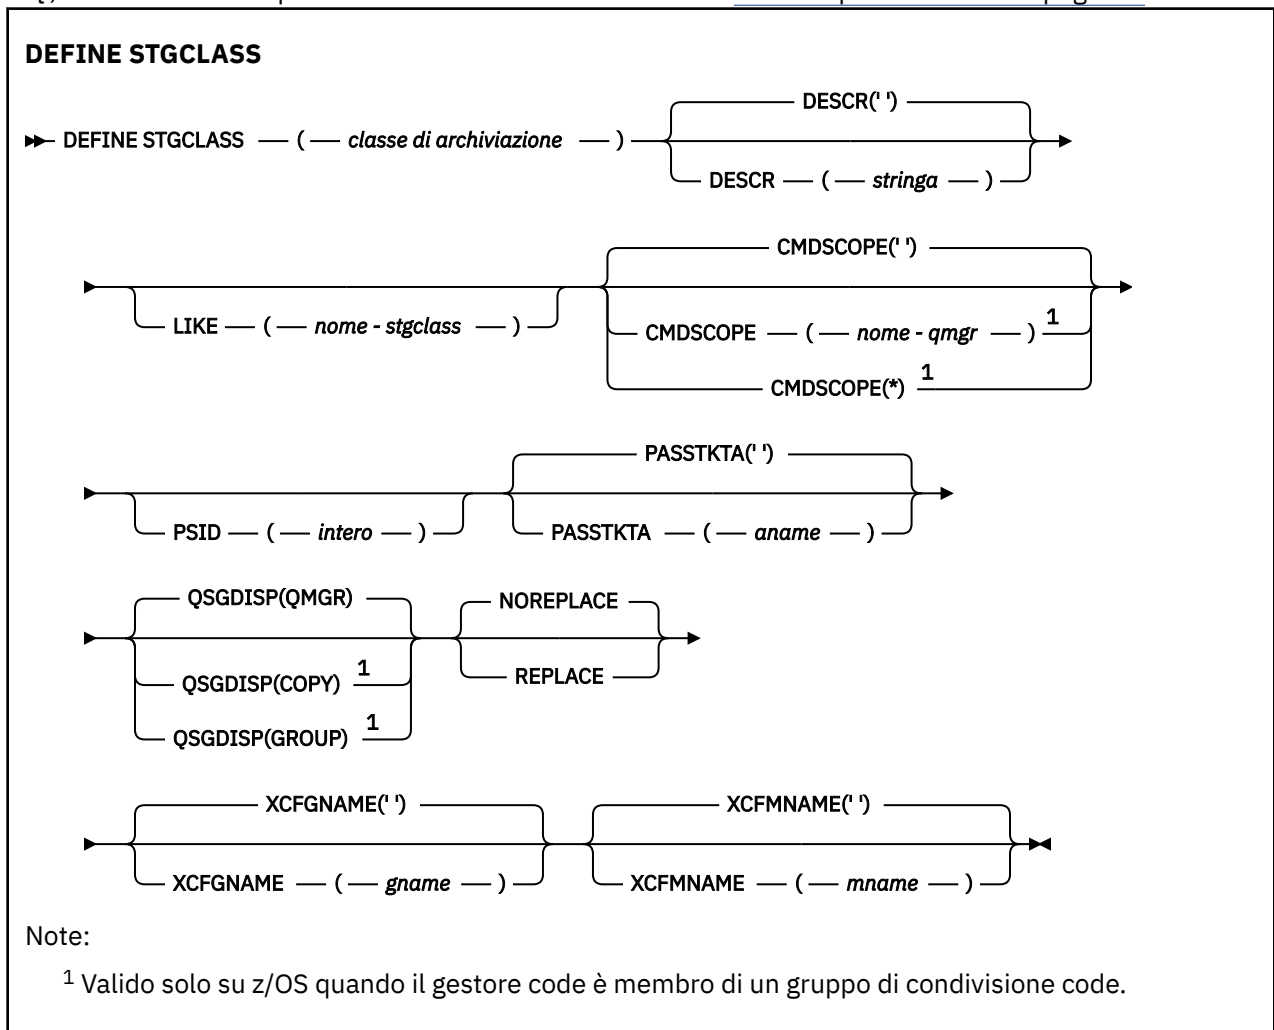 DEFINE STGCLASS
DESCR(' ')
DEFINE STGCLASS ( classe di archiviazione )
DESCR ( stringa )
CMDSCOPE(' ')
LIKE ( nome - stgclass )
CMDSCOPE ( nome - qmgr ) 1
CMDSCOPE(*) 1
PASSTKTA(' ')
PSID ( intero )
PASSTKTA ( aname )
QSGDISP(QMGR)
NOREPLACE
QSGDISP(COPY) 1
REPLACE
QSGDISP(GROUP) 1
XCFGNAME(' ')
XCFMNAME(' ')
XCFGNAME ( gname )
XCFMNAME ( mname )
Note:
1 Valido solo su z/OS quando il gestore code è membro di un gruppo di condivisione code.